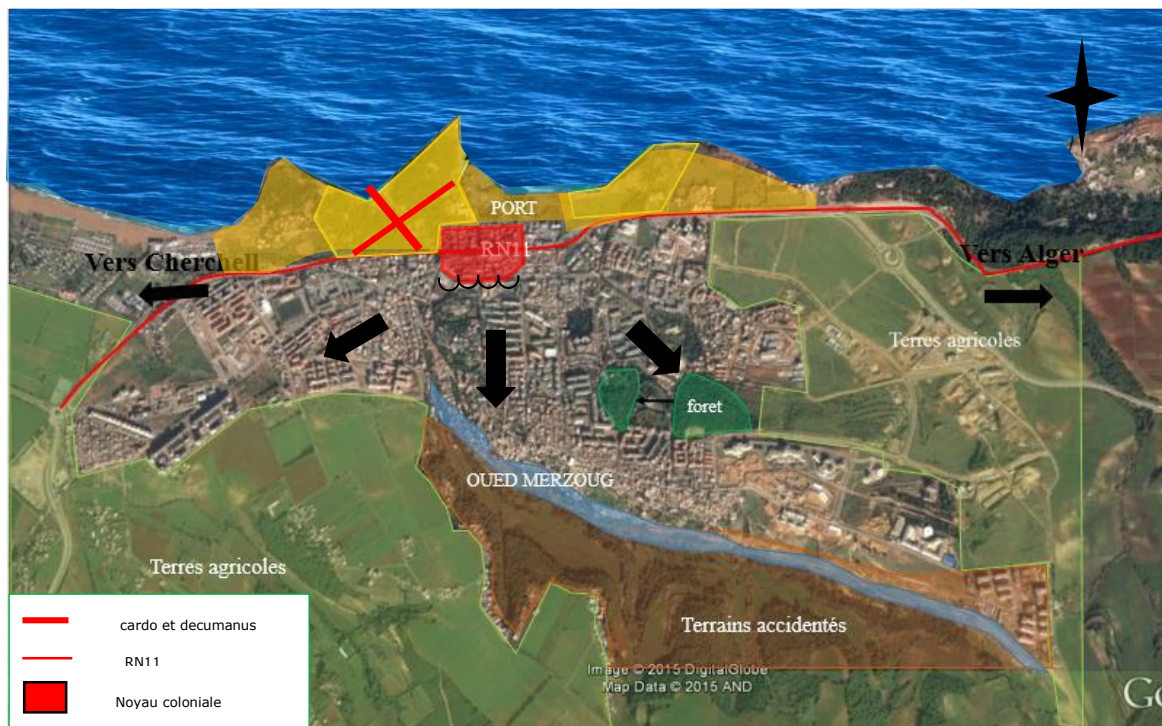 PORT
RN11
Vers Cherchell
Vers Alger
Terres agricoles
foret
OUED MERZOUG
Terres agricoles
Terrains accidentés
cardo et decumanus
RN11
Noyau coloniale
Image © 2015 DigitalGlobe
Map Data © 2015 AND
Go